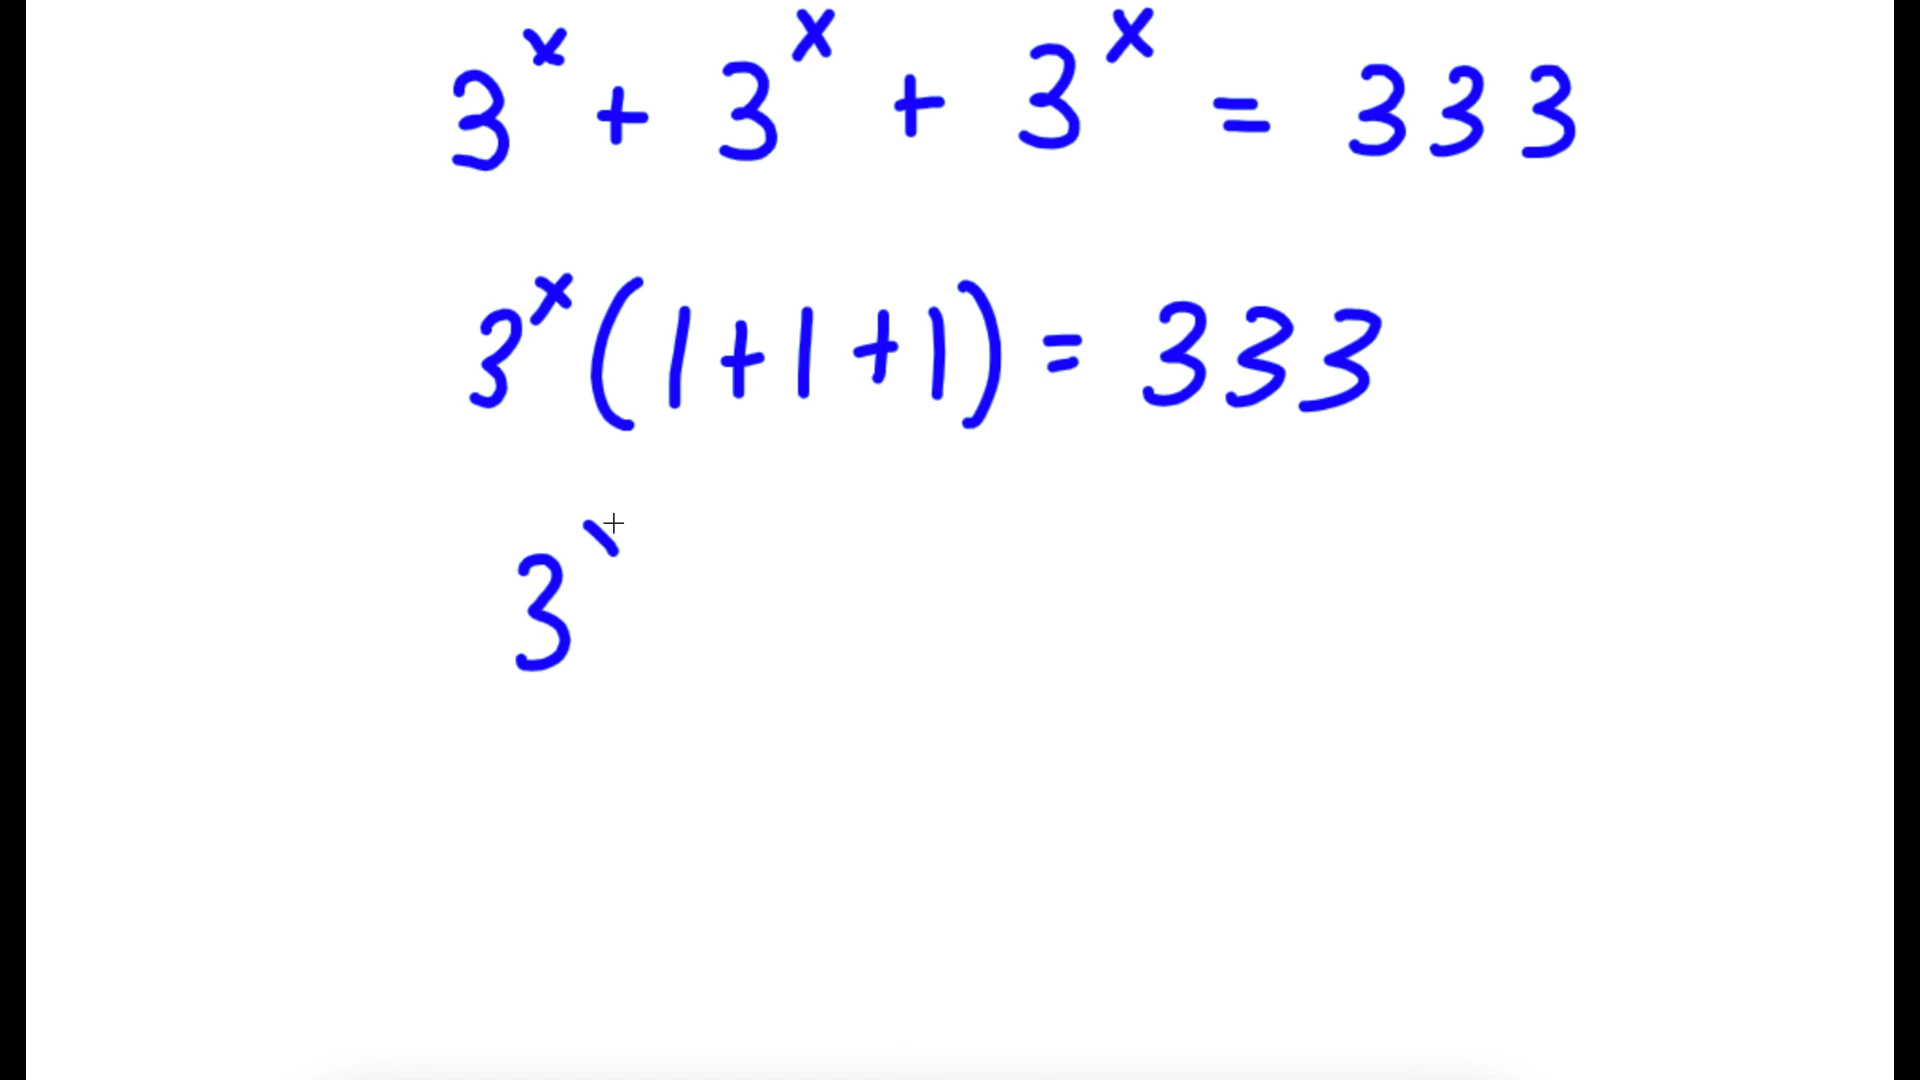 3^x + 3^x + 3^x = 333
3^x (1 + 1 + 1) = 333
3